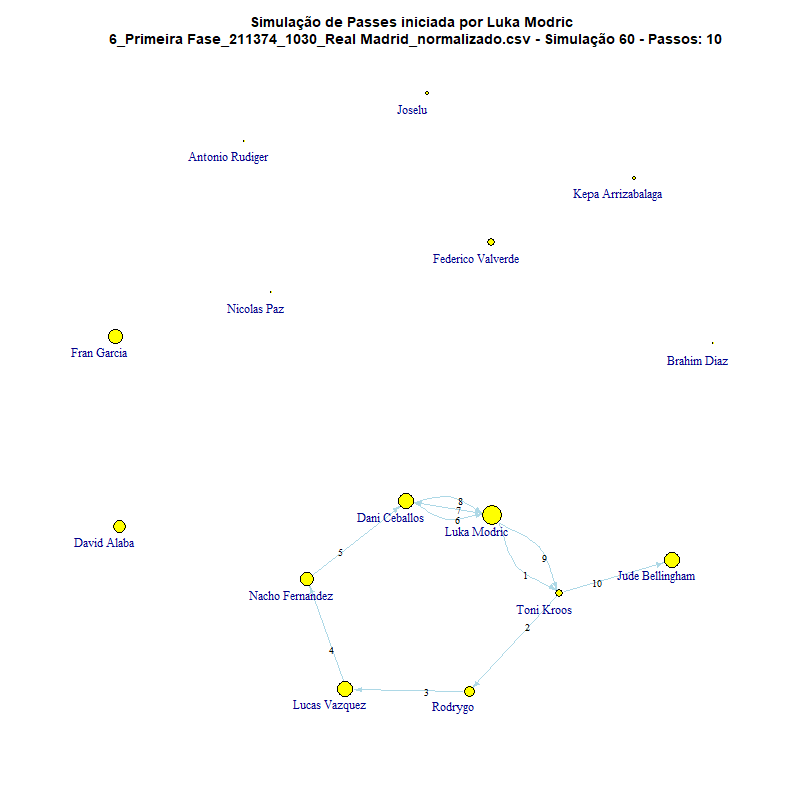 Simulação de Passes iniciada por Luka Modric
6_Primeira Fase_211374_1030_Real Madrid_normalizado.csv - Simulação 60 - Passos: 10
Joselu
Antonio Rudiger
Kepa Arrizabalaga
Federico Valverde
Nicolas Paz
Fran Garcia
Brahim Diaz
8
7
6
Dani Ceballos
Luka Modric
David Alaba
5
9
1
10
Jude Bellingham
Nacho Fernandez
Toni Kroos
2
4
3
Lucas Vazquez
Rodrygo